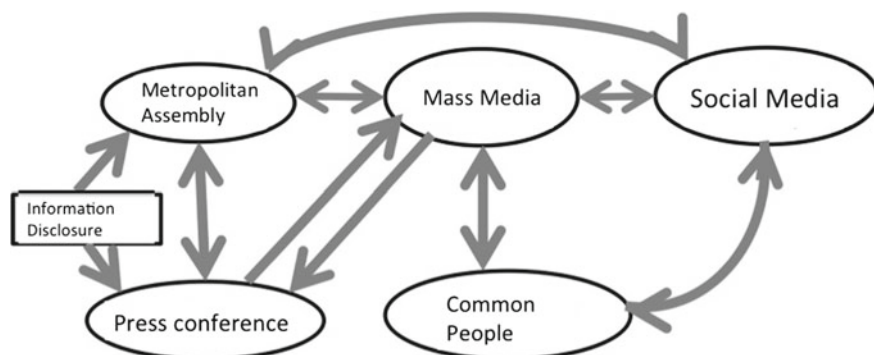 Metropolitan
Assembly
Mass Media
Social Media
Information
Disclosure
Press conference
Common
People